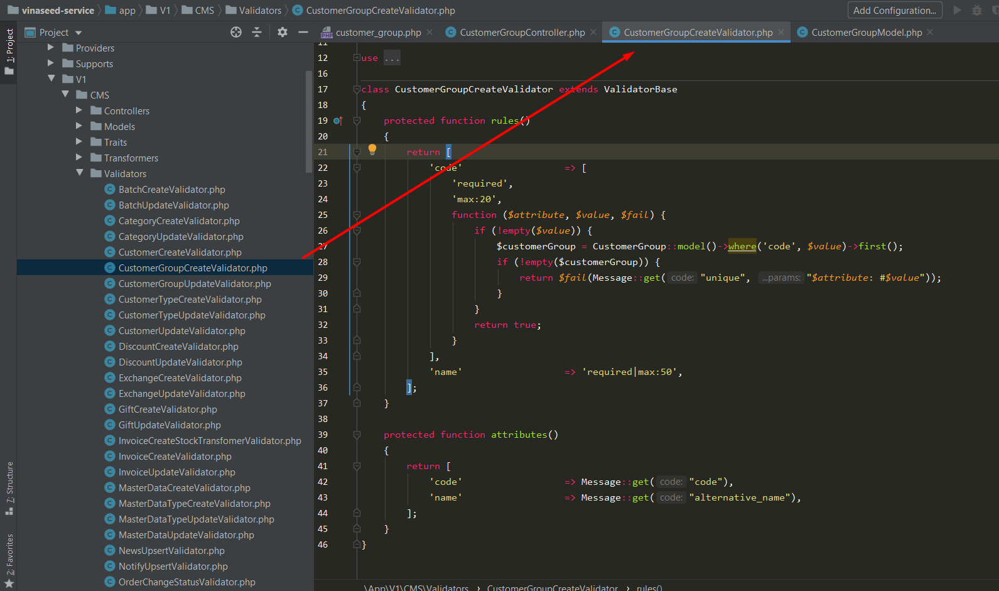 vinaseed-service app V1 CMS Validators CustomerGroupCreateValidator.php
Add Configuration...
1: Project
7: Structure
2: Favorites
Project
Providers
Supports
V1
CMS
Controllers
Models
Traits
Transformers
Validators
BatchCreateValidator.php
BatchUpdateValidator.php
CategoryCreateValidator.php
CategoryUpdateValidator.php
CustomerCreateValidator.php
CustomerGroupCreateValidator.php
CustomerGroupUpdateValidator.php
CustomerTypeCreateValidator.php
CustomerTypeUpdateValidator.php
CustomerUpdateValidator.php
DiscountCreateValidator.php
DiscountUpdateValidator.php
ExchangeCreateValidator.php
ExchangeUpdateValidator.php
GiftCreateValidator.php
GiftUpdateValidator.php
InvoiceCreateStockTransfomerValidator.php
InvoiceCreateValidator.php
InvoiceUpdateValidator.php
MasterDataCreateValidator.php
MasterDataTypeCreateValidator.php
MasterDataTypeUpdateValidator.php
MasterDataUpdateValidator.php
NewsUpsertValidator.php
NotifyUpsertValidator.php
OrderChangeStatusValidator.php
customer_group.php CustomerGroupController.php CustomerGroupCreateValidator.php CustomerGroupModel.php
11
12 use ...
16
17 class CustomerGroupCreateValidator extends ValidatorBase
18 {
19 protected function rules()
20 {
21 return [
22 'code' => [
23 'required',
24 'max:20',
25 function ($attribute, $value, $fail) {
26 if (!empty($value)) {
27 $customerGroup = CustomerGroup::model()->where('code', $value)->first();
28 if (!empty($customerGroup)) {
29 return $fail(Message::get( code: "unique", ...params: "$attribute: #$value"));
30 }
31 }
32 return true;
33 }
34 ],
35 'name' => 'required|max:50',
36 ];
37 }
38
39 protected function attributes()
40 {
41 return [
42 'code' => Message::get( code: "code"),
43 'name' => Message::get( code: "alternative_name"),
44 ];
45 }
46 }
\App\V1\CMS\Validators › CustomerGroupCreateValidator › rules()